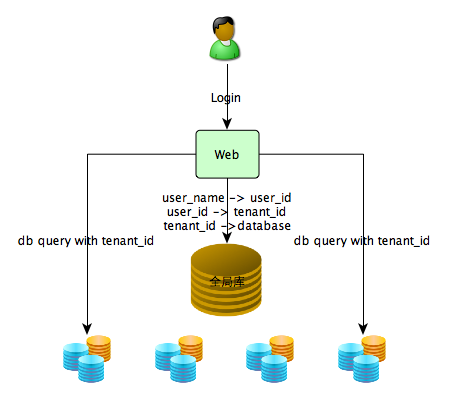 Login
Web
user_name -> user_id
user_id -> tenant_id
tenant_id ->database
db query with tenant_id
db query with tenant_id
全局库